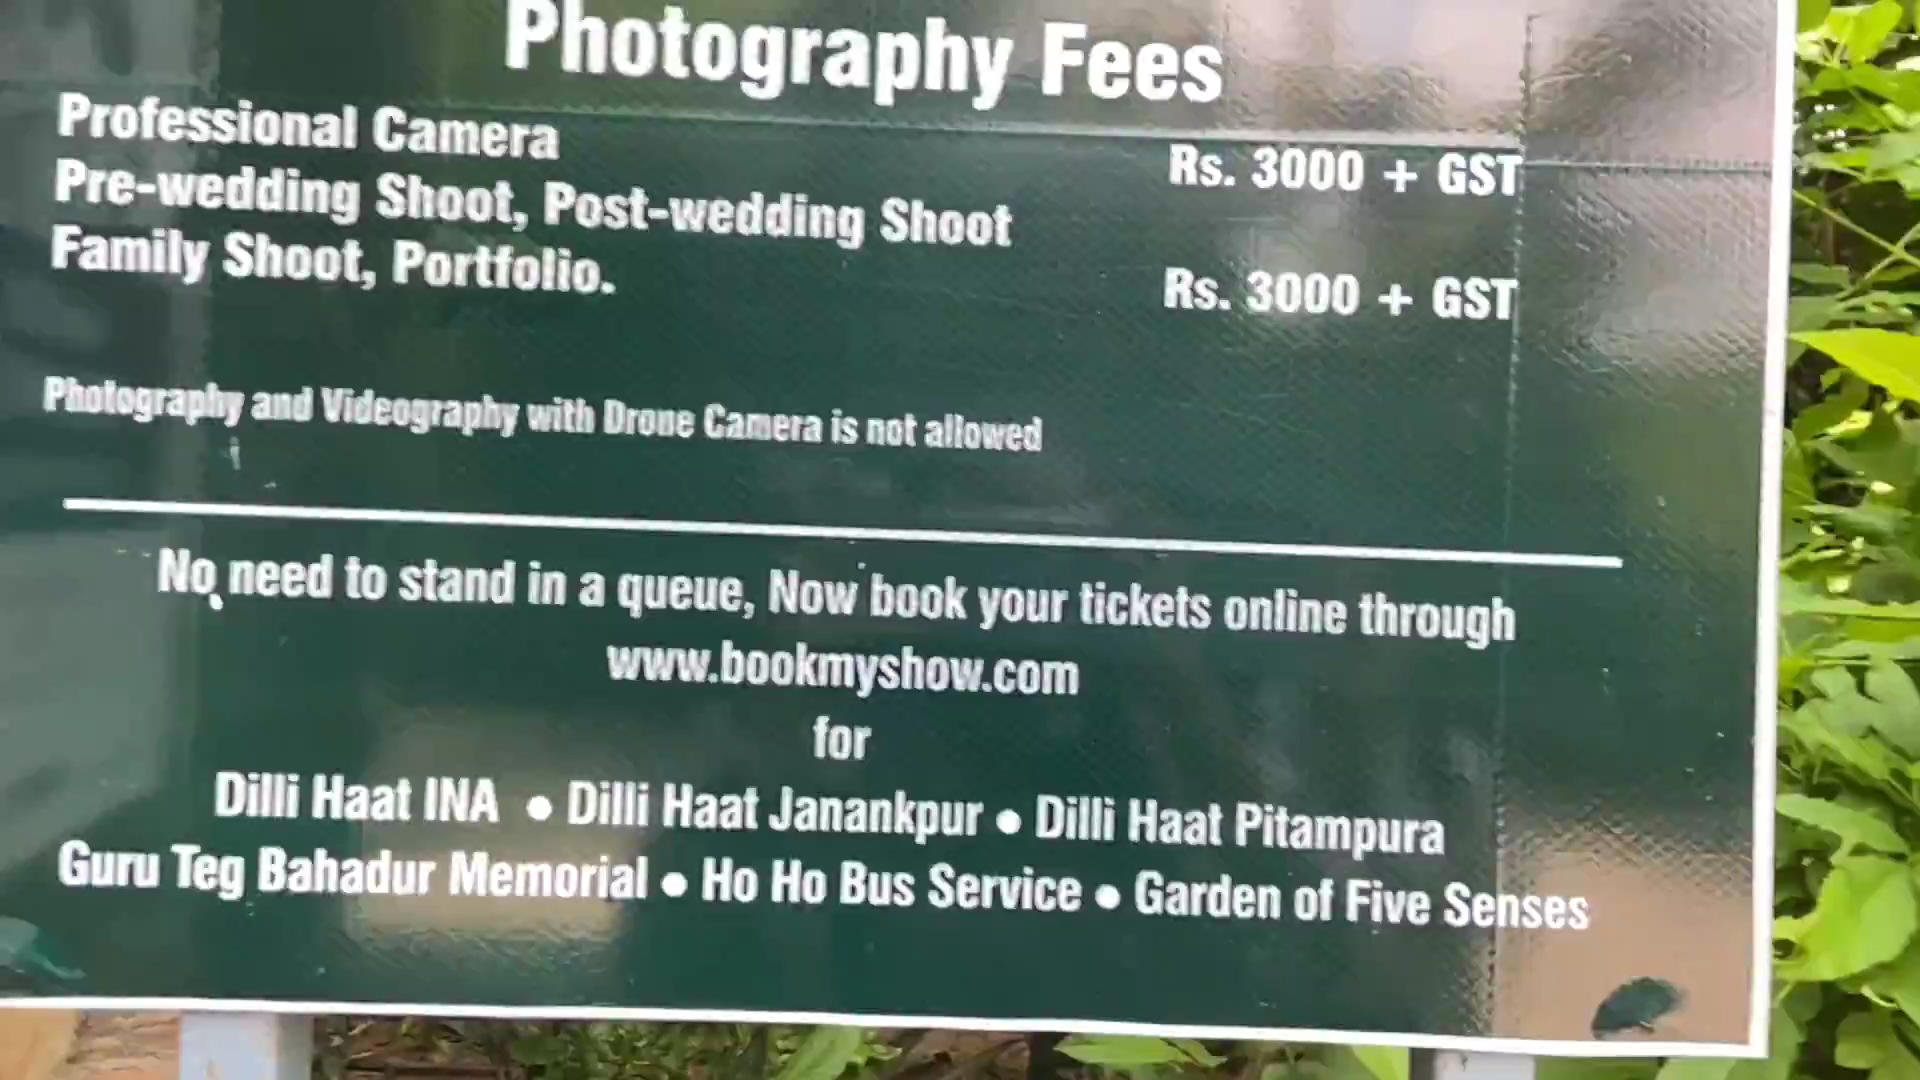 Photography Fees
Professional Camera Rs. 3000 + GST
Pre-wedding Shoot, Post-wedding Shoot
Family Shoot, Portfolio. Rs. 3000 + GST
Photography and Videography with Drone Camera is not allowed
No need to stand in a queue, Now book your tickets online through
www.bookmyshow.com
for
Dilli Haat INA • Dilli Haat Janankpur • Dilli Haat Pitampura
Guru Teg Bahadur Memorial • Ho Ho Bus Service • Garden of Five Senses